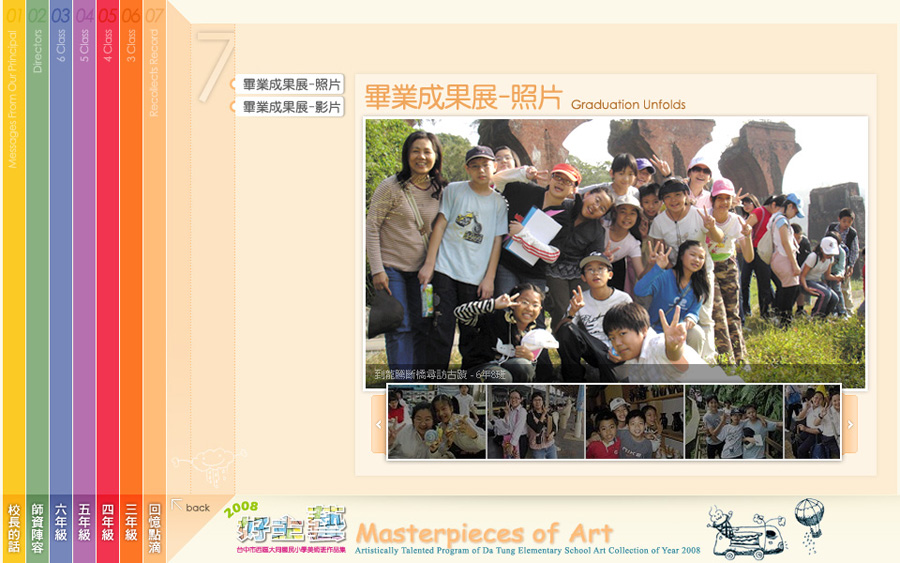 01
Messages From Our Principal
校長的話
02
Directors
師資陣容
03
6 Class
六年級
04
5 Class
五年級
05
4 Class
四年級
06
3 Class
三年級
07
Recollects Record
回憶點滴
7
畢業成果展-照片
畢業成果展-影片
畢業成果展-照片 Graduation Unfolds
到龍騰斷橋尋訪古蹟 - 6年8班
back
2008
好生藝
台中市西區大同國民小學美術班作品集
Masterpieces of Art
Artistically Talented Program of Da Tung Elementary School Art Collection of Year 2008